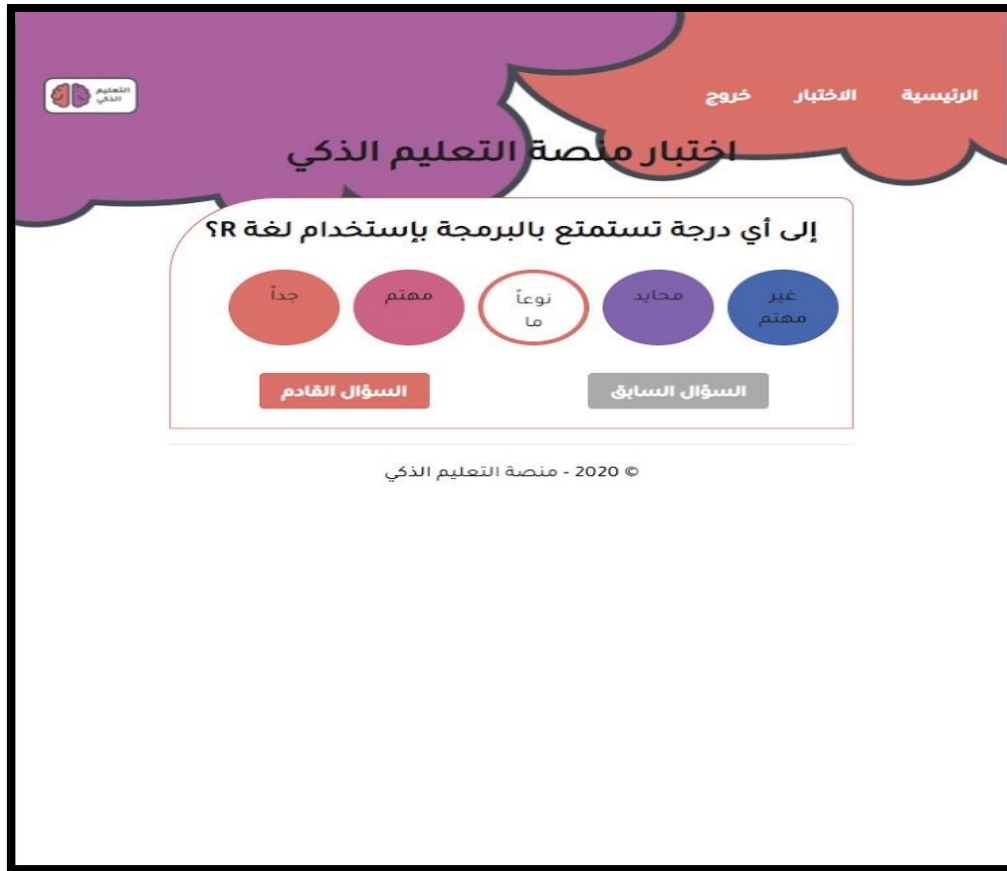 الرئيسية الاختبار خروج
التعليم
الذكي
اختبار منصة التعليم الذكي
إلى أي درجة تستمتع بالبرمجة بإستخدام لغة R؟
غير
مهتم
محايد
نوعاً
ما
مهتم
جداً
السؤال السابق
السؤال القادم
© 2020 - منصة التعليم الذكي